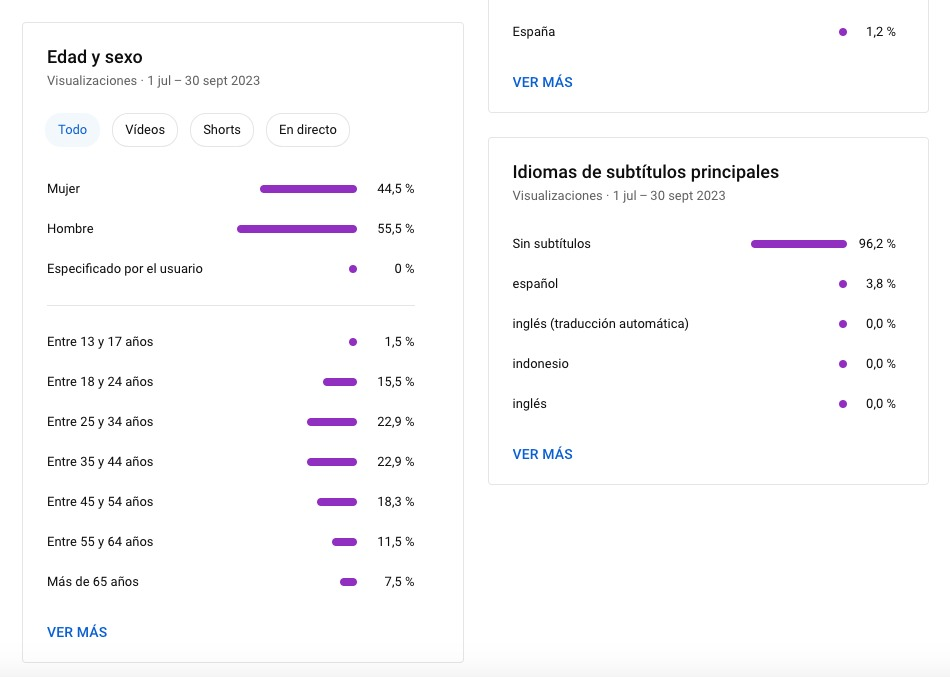 Edad y sexo
Visualizaciones · 1 jul – 30 sept 2023
Todo Vídeos Shorts En directo
Mujer 44,5 %
Hombre 55,5 %
Especificado por el usuario 0 %
Entre 13 y 17 años 1,5 %
Entre 18 y 24 años 15,5 %
Entre 25 y 34 años 22,9 %
Entre 35 y 44 años 22,9 %
Entre 45 y 54 años 18,3 %
Entre 55 y 64 años 11,5 %
Más de 65 años 7,5 %
VER MÁS
España 1,2 %
VER MÁS
Idiomas de subtítulos principales
Visualizaciones · 1 jul – 30 sept 2023
Sin subtítulos 96,2 %
español 3,8 %
inglés (traducción automática) 0,0 %
indonesio 0,0 %
inglés 0,0 %
VER MÁS